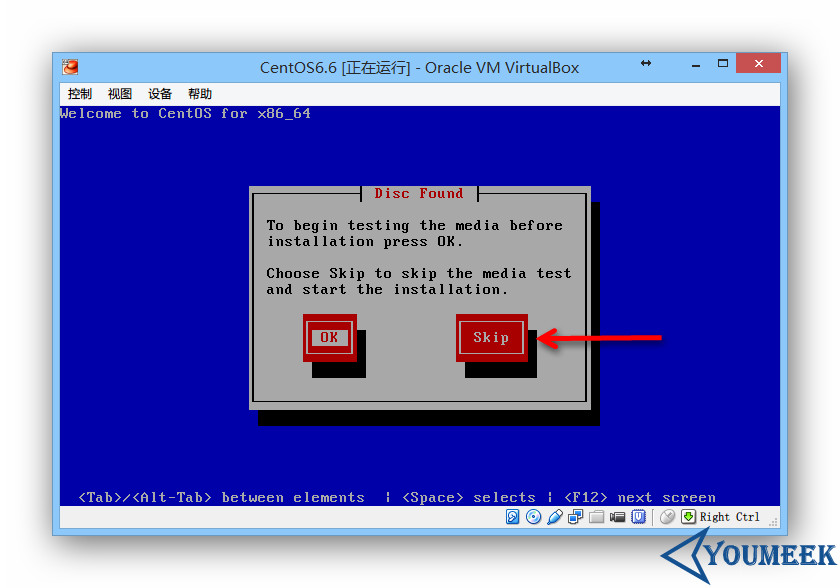 CentOS6.6 [正在运行] - Oracle VM VirtualBox
控制 视图 设备 帮助
Welcome to CentOS for x86_64
Disc Found
To begin testing the media before
installation press OK.
Choose Skip to skip the media test
and start the installation.
OK Skip
<Tab>/<Alt-Tab> between elements | <Space> selects | <F12> next screen
Right Ctrl
YOUMEEK